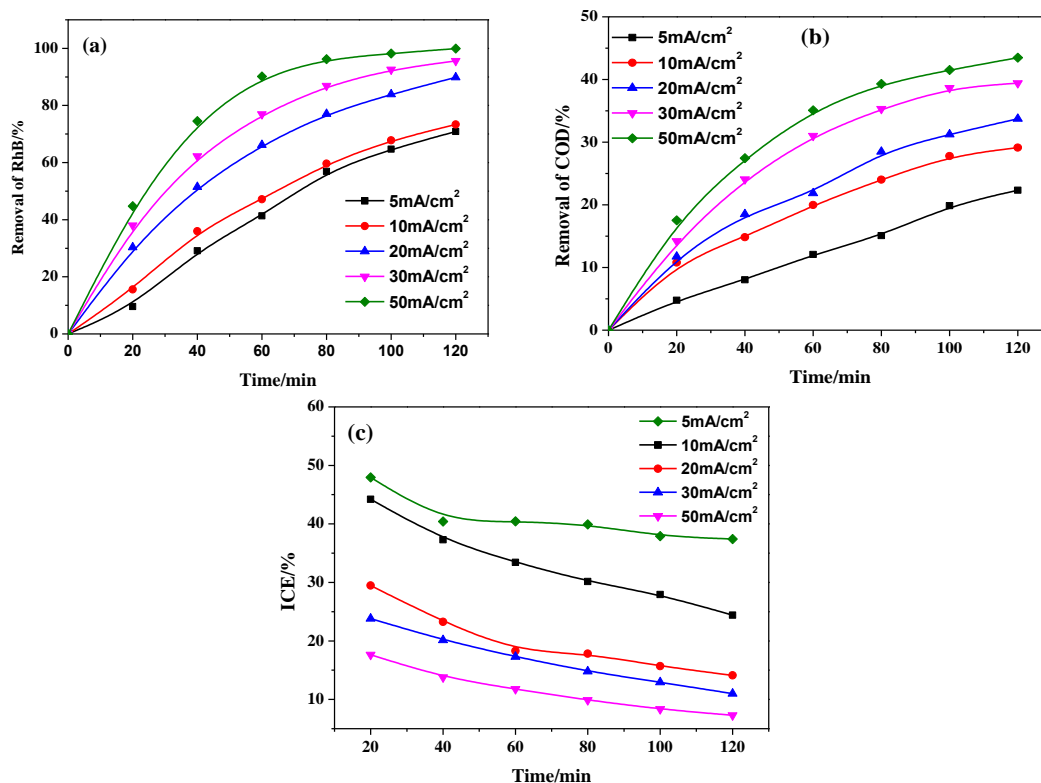 (a)
Removal of RhB/%
100
80
60
40
20
0
5mA/cm²
10mA/cm²
20mA/cm²
30mA/cm²
50mA/cm²
0 20 40 60 80 100 120
Time/min
(b)
Removal of COD/%
50
40
30
20
10
0
5mA/cm²
10mA/cm²
20mA/cm²
30mA/cm²
50mA/cm²
0 20 40 60 80 100 120
Time/min
(c)
ICE/%
60
50
40
30
20
10
5mA/cm²
10mA/cm²
20mA/cm²
30mA/cm²
50mA/cm²
20 40 60 80 100 120
Time/min